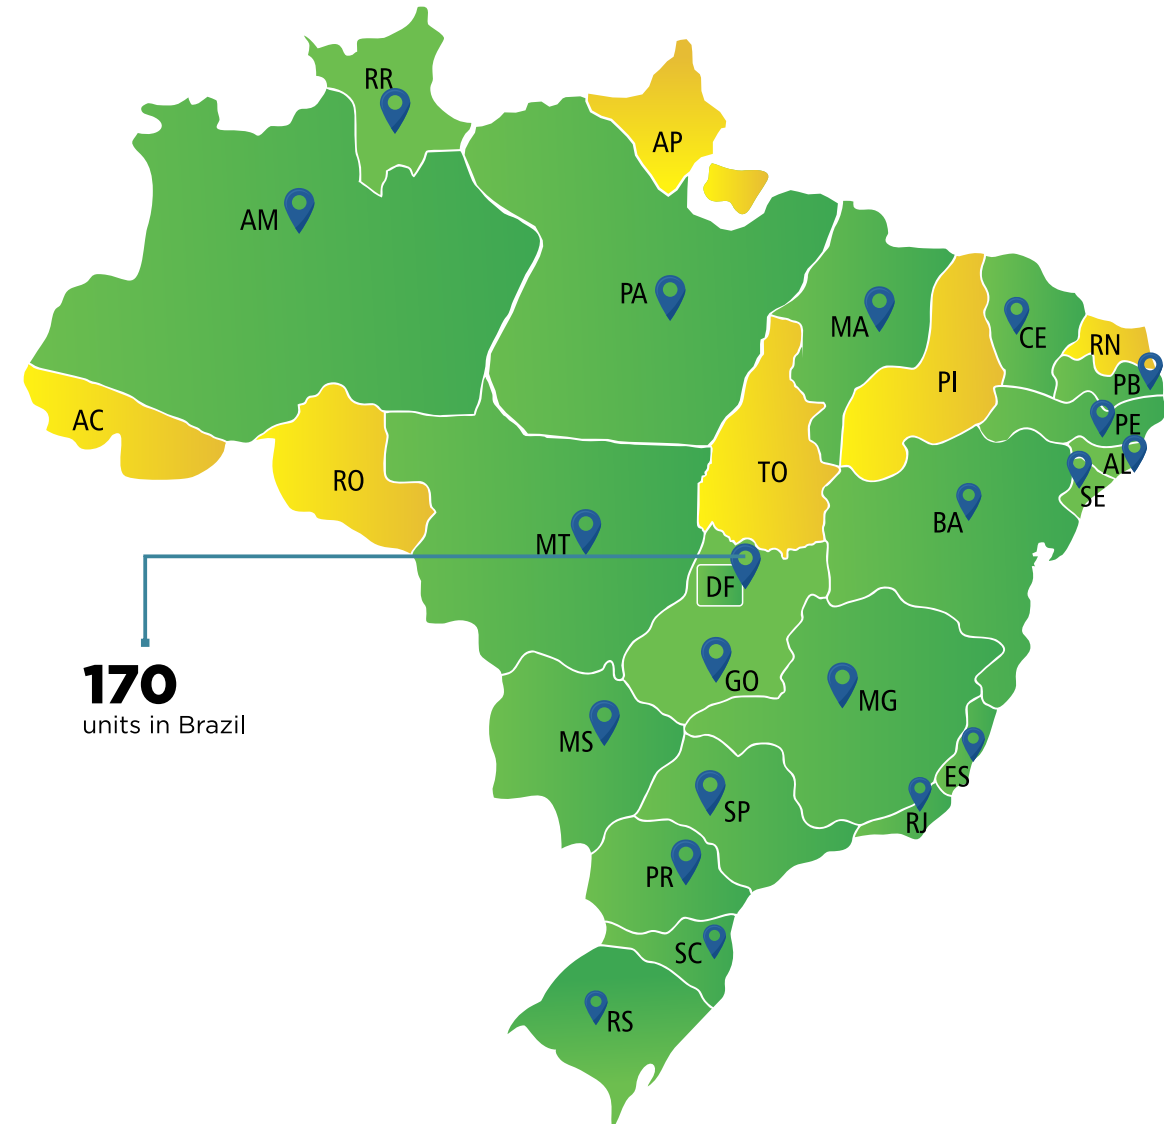 RR
AP
AM
PA
MA
CE
RN
PB
PI
AC
PE
AL
RO
TO
SE
BA
MT
DF
170
units in Brazil
GO
MG
MS
ES
SP
RJ
PR
SC
RS